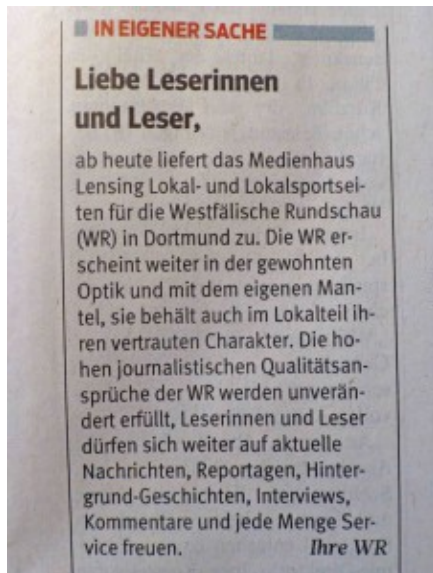 IN EIGENER SACHE
Liebe Leserinnen
und Leser,
ab heute liefert das Medienhaus
Lensing Lokal- und Lokalsportsei-
ten für die Westfälische Rundschau
(WR) in Dortmund zu. Die WR er-
scheint weiter in der gewohnten
Optik und mit dem eigenen Man-
tel, sie behält auch im Lokalteil ih-
ren vertrauten Charakter. Die ho-
hen journalistischen Qualitätsan-
sprüche der WR werden unverän-
dert erfüllt, Leserinnen und Leser
dürfen sich weiter auf aktuelle
Nachrichten, Reportagen, Hinter-
grund-Geschichten, Interviews,
Kommentare und jede Menge Ser-
vice freuen. Ihre WR